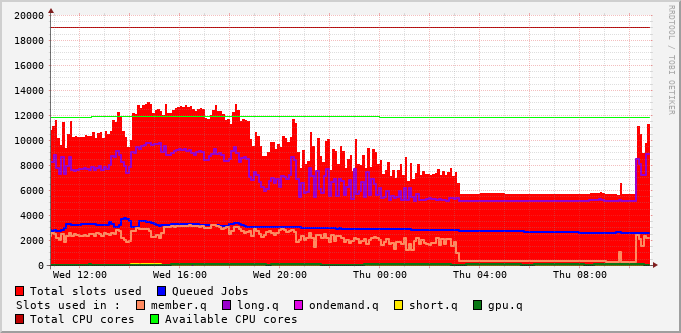 20000
18000
16000
14000
12000
10000
8000
6000
4000
2000
0
Wed 12:00 Wed 16:00 Wed 20:00 Thu 00:00 Thu 04:00 Thu 08:00
Total slots used Queued Jobs
Slots used in : member.q long.q ondemand.q short.q gpu.q
Total CPU cores Available CPU cores
RRDTOOL / TOBI OETIKER